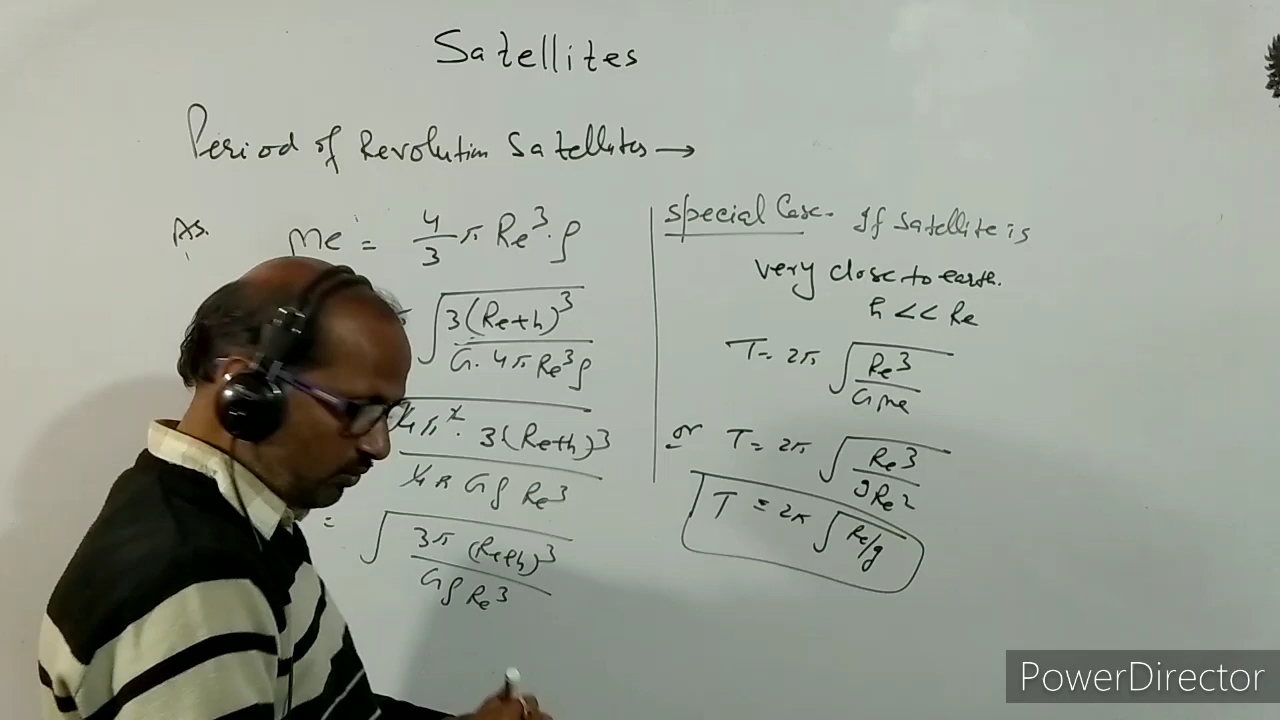 Satellites
Period of Revolution Satellites →
As. Me = 4/3 π Re³. ρ
√(3(Re+h)³ / G. 4π Re³ρ)
4π². 3(Re+h)³ / 4π Gρ Re³
= √(3π (Re+h)³ / Gρ Re³)
Special Case. If Satellite is
very close to earth.
h << Re
T = 2π √(Re³ / GMe)
or T = 2π √(Re³ / gRe²)
T = 2π √(Re/g)
PowerDirector